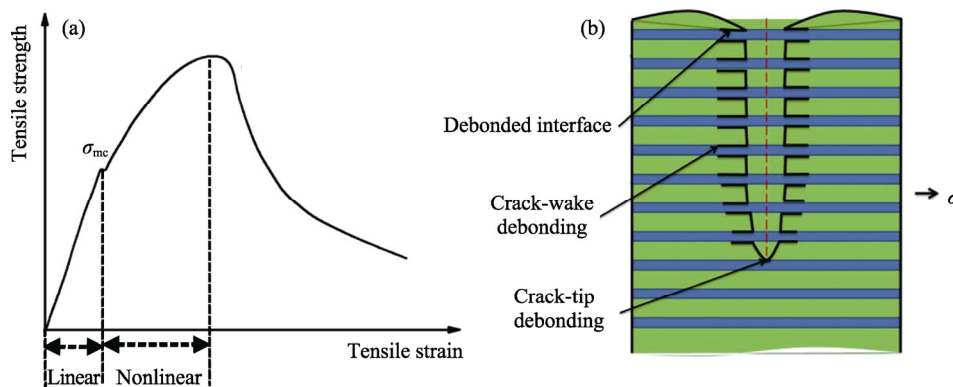 (a)
Tensile strength
σmc
Tensile strain
Linear
Nonlinear
(b)
Debonded interface
Crack-wake
debonding
Crack-tip
debonding